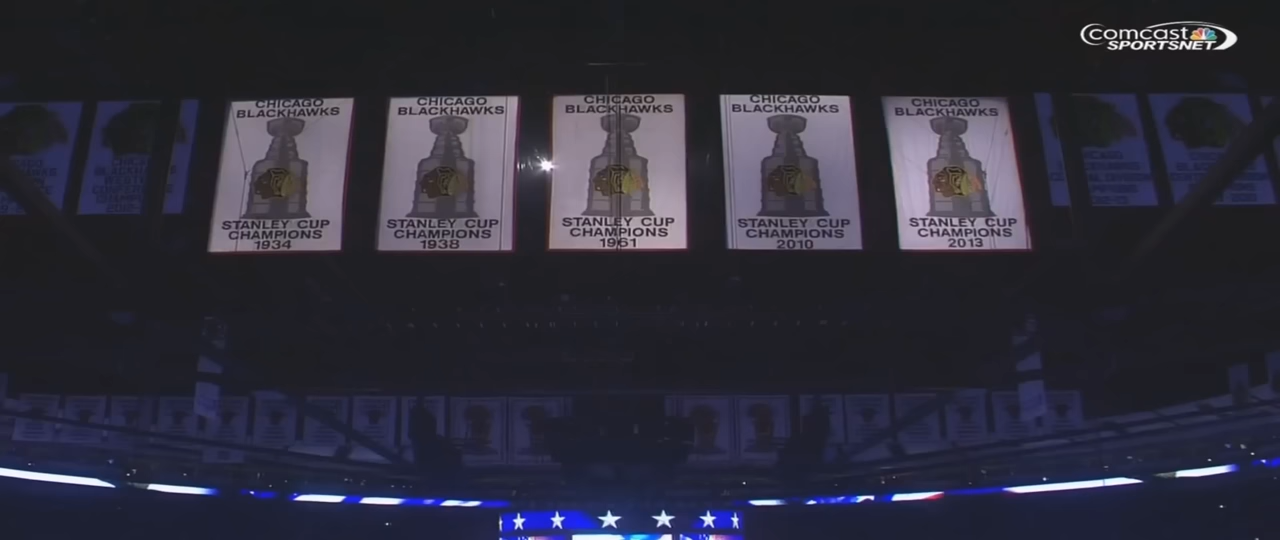 comcast
SPORTSNET
CHICAGO
BLACKHAWKS
STANLEY CUP
CHAMPIONS
1934
CHICAGO
BLACKHAWKS
STANLEY CUP
CHAMPIONS
1938
CHICAGO
BLACKHAWKS
STANLEY CUP
CHAMPIONS
1961
CHICAGO
BLACKHAWKS
STANLEY CUP
CHAMPIONS
2010
CHICAGO
BLACKHAWKS
STANLEY CUP
CHAMPIONS
2013